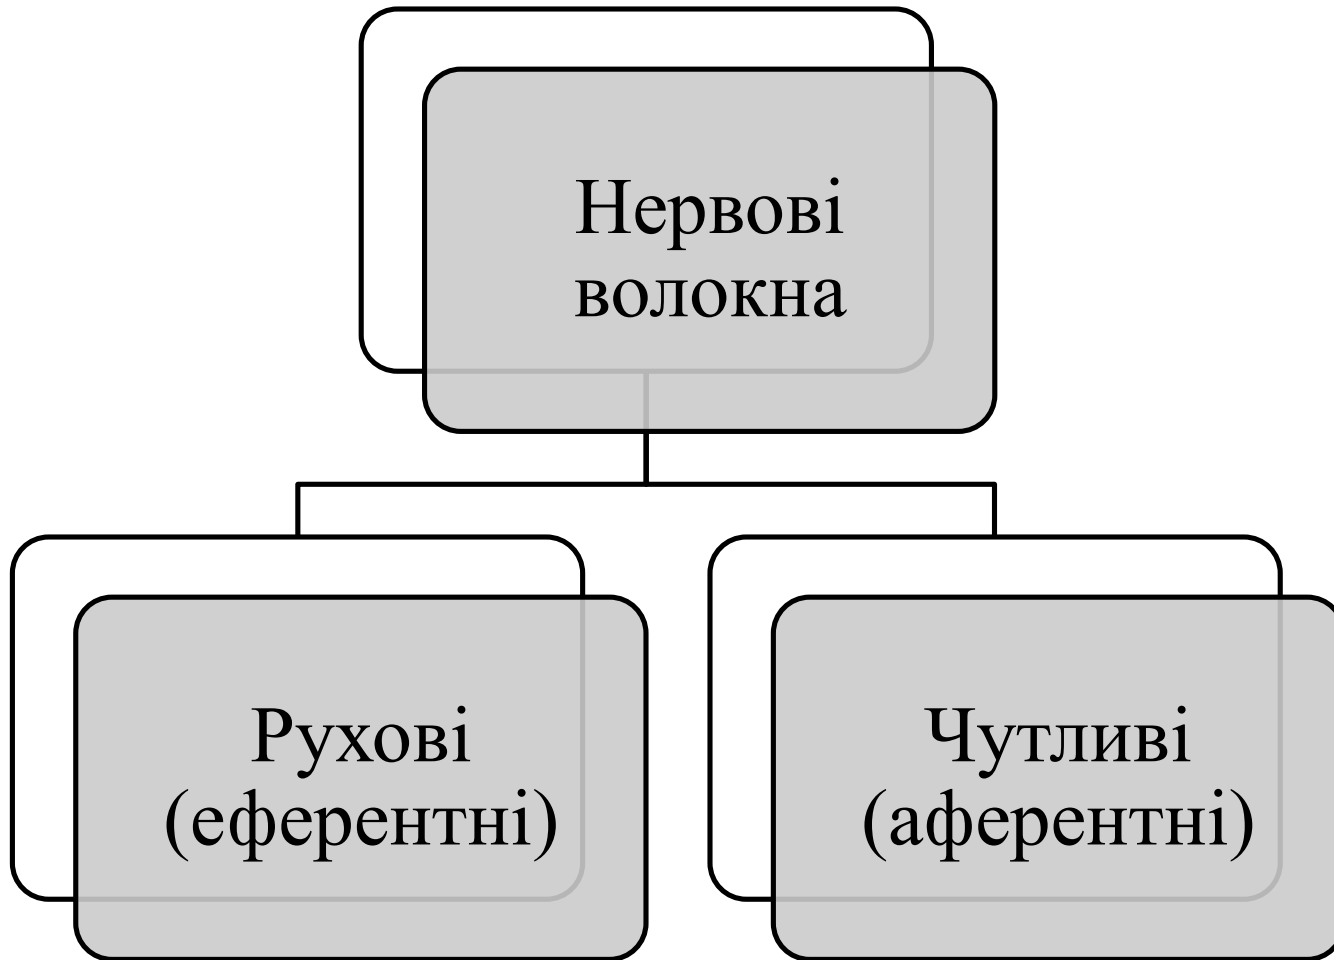 Нервові
волокна
Рухові
(еферентні)
Чутливі
(аферентні)